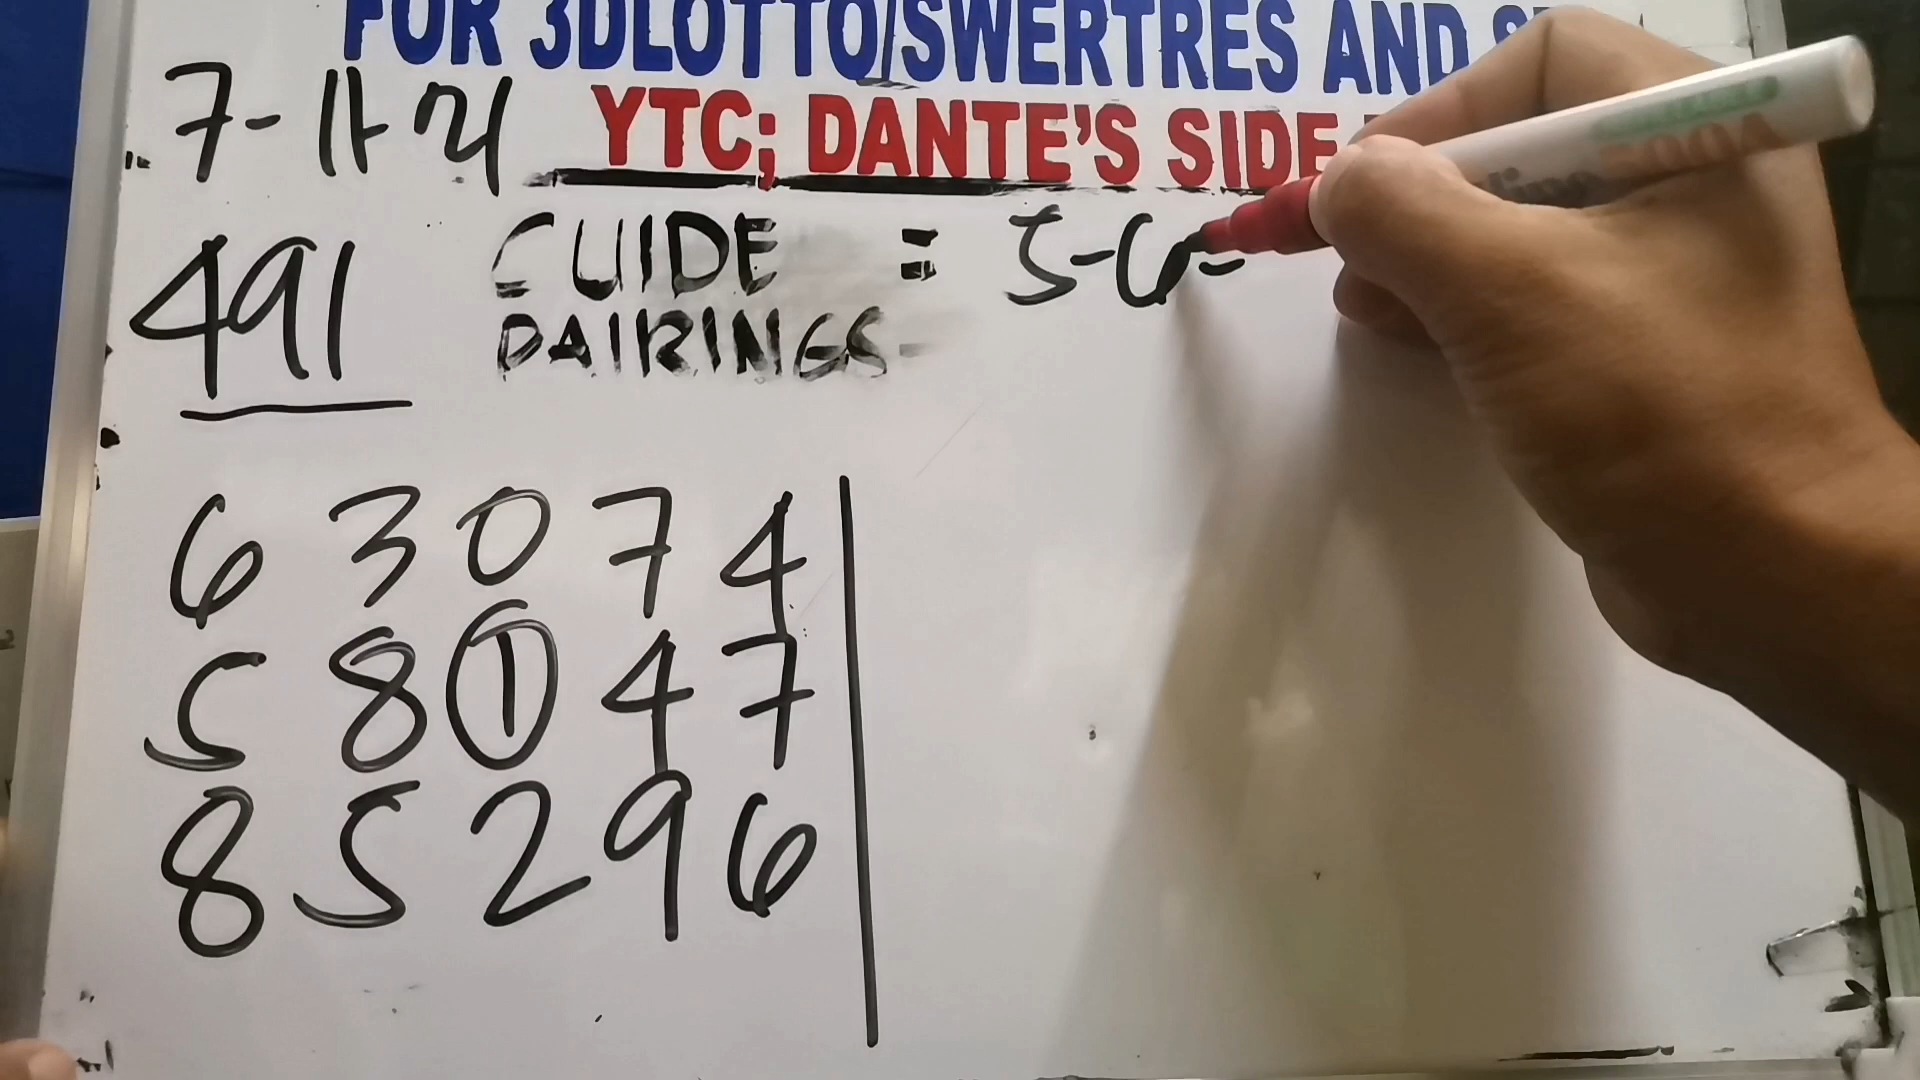 FOR 3DLOTTO/SWERTRES AND
YTC; DANTE'S SIDE
7-11-21
491
GUIDE PAIRINGS = 5-6-
6 3 0 7 4
5 8 1 4 7
8 5 2 9 6